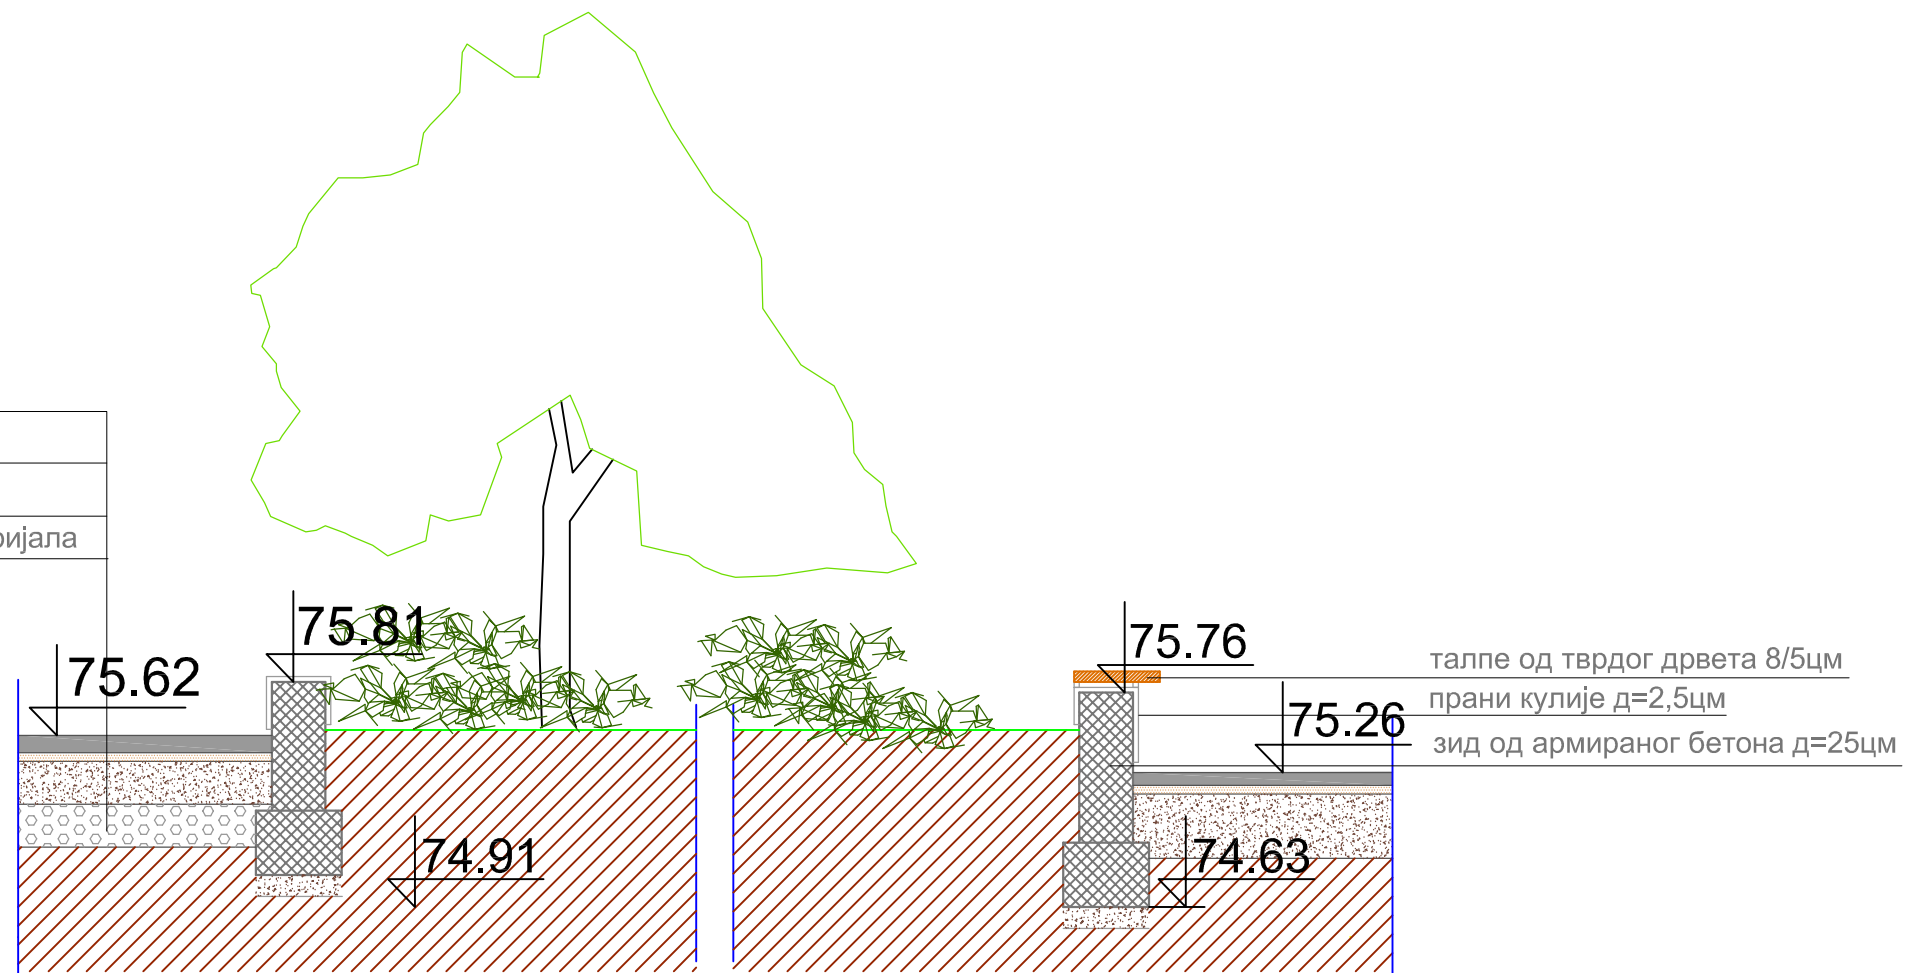 75.81
75.62
74.91
75.76
75.26
74.63
талпе од тврдог дрвета 8/5цм
прани кулије д=2,5цм
зид од армираног бетона д=25цм